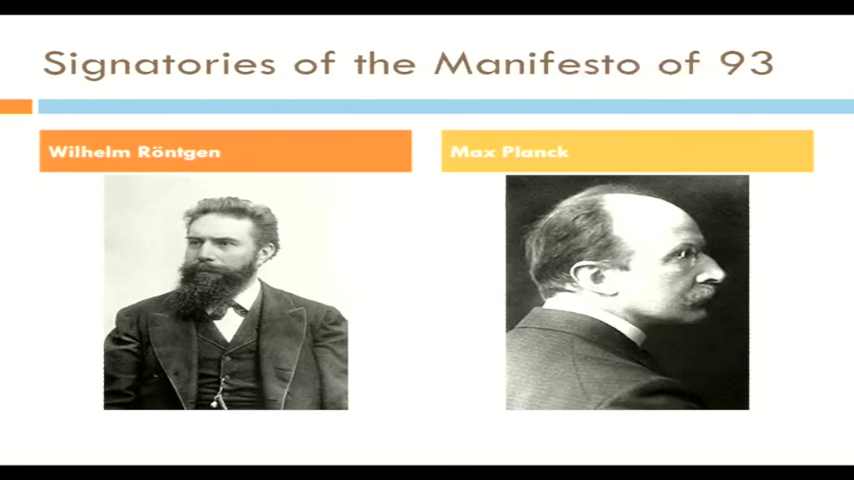 Signatories of the Manifesto of 93
Wilhelm Röntgen
Max Planck